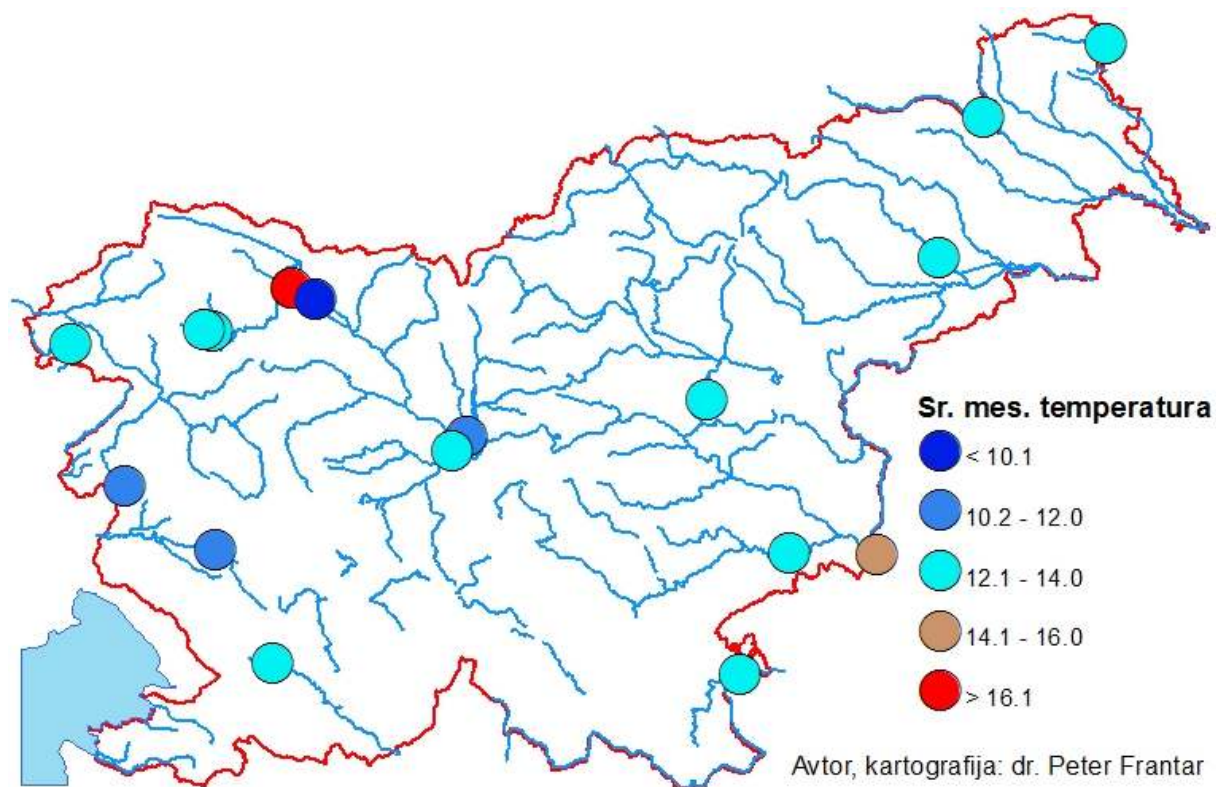 Sr. mes. temperatura
< 10.1
10.2 - 12.0
12.1 - 14.0
14.1 - 16.0
> 16.1
Avtor, kartografija: dr. Peter Frantar